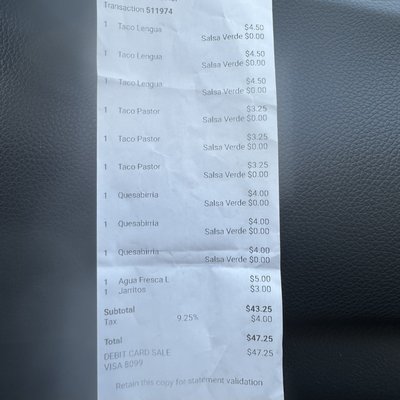 Transaction 511974
1 Taco Lengua $4.50
Salsa Verde $0.00
1 Taco Lengua $4.50
Salsa Verde $0.00
1 Taco Lengua $4.50
Salsa Verde $0.00
1 Taco Pastor $3.25
Salsa Verde $0.00
1 Taco Pastor $3.25
Salsa Verde $0.00
1 Taco Pastor $3.25
Salsa Verde $0.00
1 Quesabirria $4.00
Salsa Verde $0.00
1 Quesabirria $4.00
Salsa Verde $0.00
1 Quesabirria $4.00
Salsa Verde $0.00
1 Agua Fresca L $5.00
1 Jarritos $3.00
Subtotal $43.25
Tax 9.25% $4.00
Total $47.25
DEBIT CARD SALE $47.25
VISA 8099
Retain this copy for statement validation